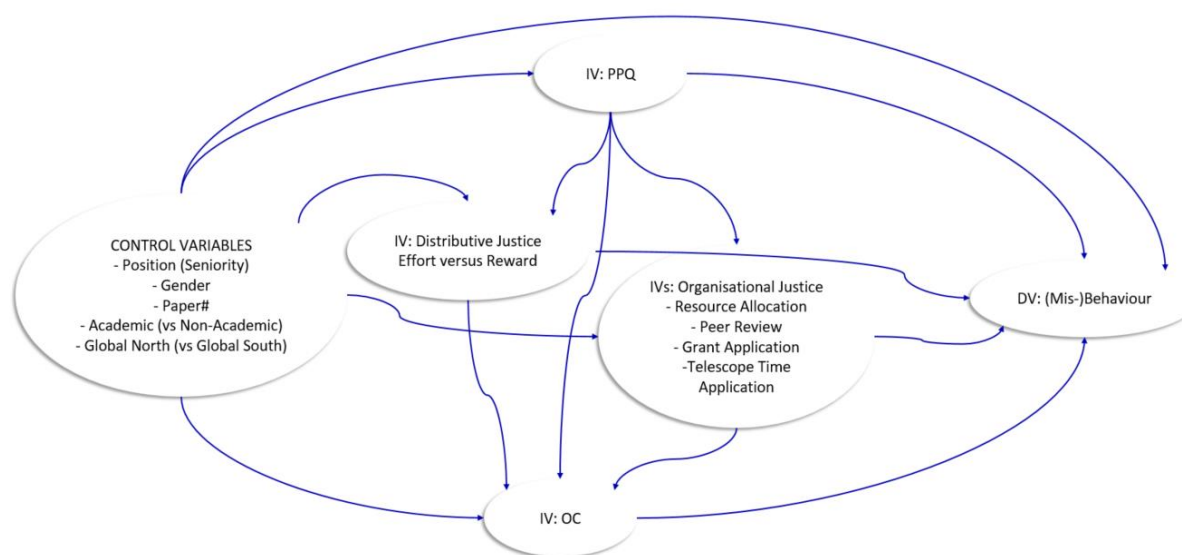 IV: PPQ
CONTROL VARIABLES
- Position (Seniority)
- Gender
- Paper#
- Academic (vs Non-Academic)
- Global North (vs Global South)
IV: Distributive Justice
Effort versus Reward
IVs: Organisational Justice
- Resource Allocation
- Peer Review
- Grant Application
-Telescope Time
Application
DV: (Mis-)Behaviour
IV: OC